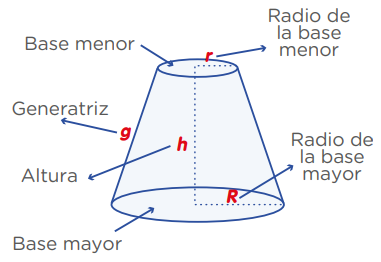 Radio de
la base
menor
Base menor
r
Generatriz
g
h
Radio de
la base
mayor
Altura
R
Base mayor